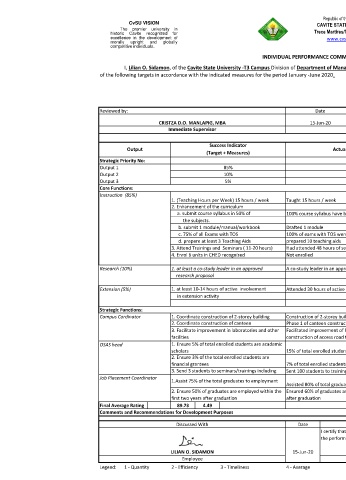 CvSU VISION
The premier university in
historic Cavite recognized for
excellence in the development of
morally upright and globally
competitive individuals.
Republic of t
CAVITE STATE
Trece Martires
www.cvs
INDIVIDUAL PERFORMANCE COMM
I, Lilian O. Sidamon, of the Cavite State University -T3 Campus Division of Department of Mana
of the following targets in accordance with the indicated measures for the period January -June 2020.
Reviewed by:
Date
CRISTZA D.O. MANLAPIG, MBA
15-Jun-20
Immediate Supervisor
Output
Success Indicator
(Target + Measures)
Actua
Strategic Priority No:
Output 1
85%
Output 2
10%
Output 3
5%
Core Functions:
Instruction (85%)
1. (Teaching Hours per Week) 15 hours / week
Taught 15 hours / week
2. Enhancement of the curriculum
a. submit course syllabus in 50% of
the subjects.
100% course syllabus have b
b. submit 1 module/manual/workbook
Drafted 1 module
c. 75% of Exams with TOS
100% of exams with TOS wer
d. prepare at least 3 Teaching Aids
prepared 10 teaching aids
3. Attend Trainings and Seminars (11-20 hours)
Had attended 48 hours of se
4. Enrol 6 units in CHED recognized
Not enrolled
Research (10%)
1. at least a co-study leader in an approved
research proposal
A co-study leader in an appr
Extension (5%)
1. at least 10-14 hours of active involvement
in extension activity
Attended 20 hours of active
Strategic Functions:
Campus Cordinator
1. Coordinate construction of 2-storey building
Construction of 2-storey buil
2. Coordinate construction of canteen
Phase 1 of canteen construc
3. Facilitate improvement in laboratories and other
facilities
Facilitated improvement of l
construction of access road t
OSAS head
1. Ensure 5% of total enrolled students are academic
scholars
15% of total enrolled studen
2. Ensure 3% of the total enrolled students are
financial grantees
7% of total enrolled students
3. Send 3 students to seminars/trainings including
Sent 100 students to training
Job Placement Coordinator
1.Assist 75% of the total graduates to employment
Assisted 80% of total gradua
2. Ensure 50% of graduates are employed within the
first two years after graduation
Ensured 60% of graduates a
after graduation
Final Average Rating
89.78
4.49
Comments and Recommendations for Development Purposes
Discussed With
Date
I certify that
the perform
LILIAN O. SIDAMON
15-Jun-20
Employee
Legend: 1 - Quantity 2 - Efficiency 3 - Timeliness 4 - Average